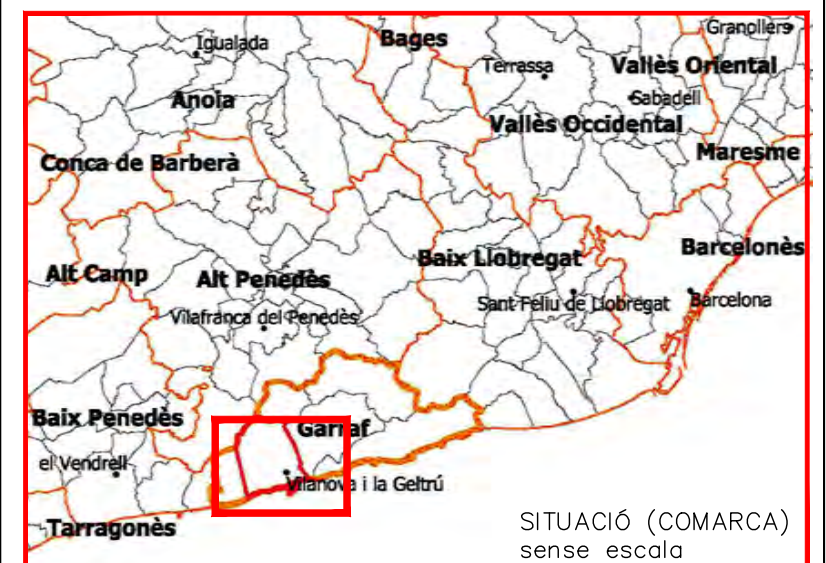 Granollers
Igualada
Bages
Terrassa
Vallès Oriental
Anoia
Sabadell
Vallès Occidental
Maresme
Conca de Barberà
Barcelonès
Baix Llobregat
Alt Camp
Alt Penedès
Sant Feliu de Llobregat
Barcelona
Vilafranca del Penedès
Baix Penedès
Garraf
el Vendrell
Vilanova i la Geltrú
Tarragonès
SITUACIÓ (COMARCA)
sense escala